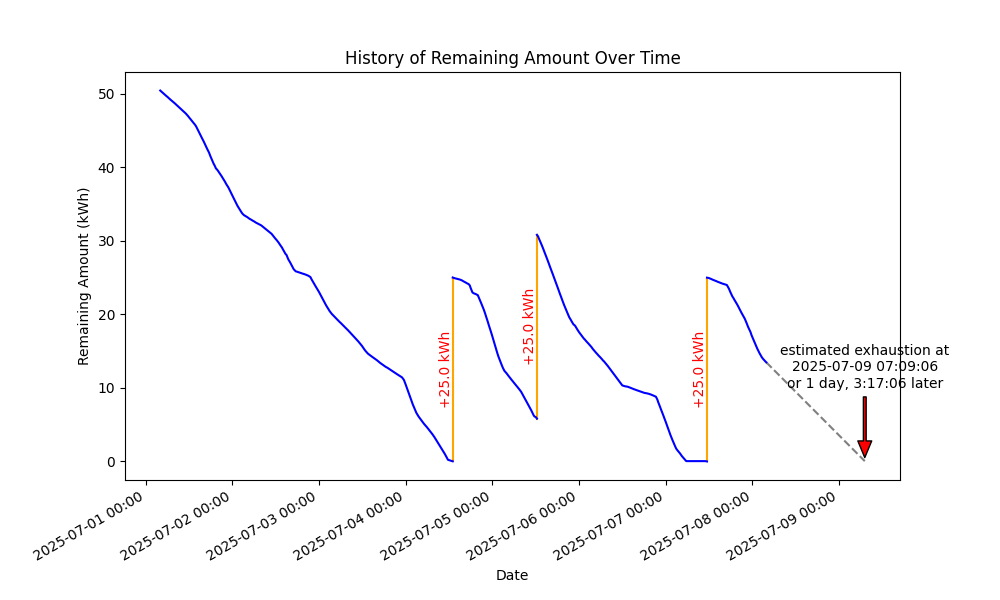 History of Remaining Amount Over Time
Remaining Amount (kWh)
50
40
30
20
10
0
+25.0 kWh
+25.0 kWh
+25.0 kWh
estimated exhaustion at
2025-07-09 07:09:06
or 1 day, 3:17:06 later
2025-07-01 00:00
2025-07-02 00:00
2025-07-03 00:00
2025-07-04 00:00
2025-07-05 00:00
2025-07-06 00:00
2025-07-07 00:00
2025-07-08 00:00
2025-07-09 00:00
Date